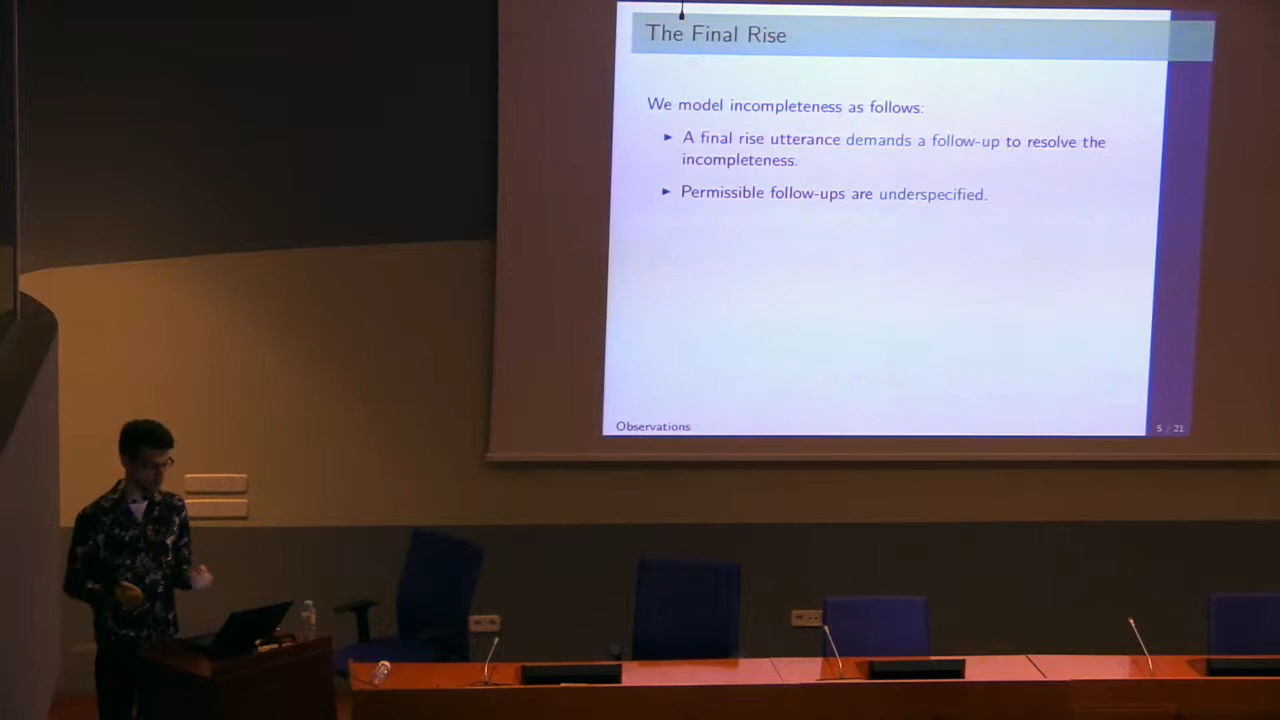 The Final Rise
We model incompleteness as follows:
► A final rise utterance demands a follow-up to resolve the
incompleteness.
► Permissible follow-ups are underspecified.
Observations
5 / 21